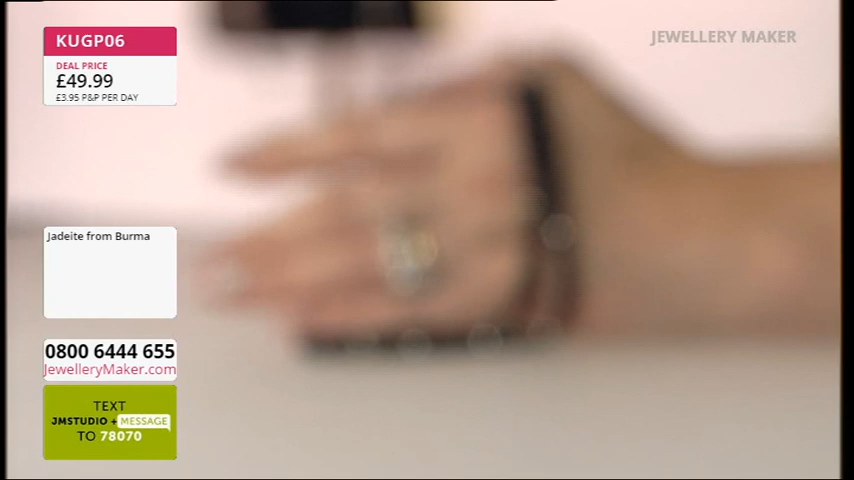 KUGP06
JEWELLERY MAKER
DEAL PRICE
£49.99
£3.95 P&P PER DAY
Jadeite from Burma
0800 6444 655
JewelleryMaker.com
TEXT
JMSTUDIO + MESSAGE
TO 78070